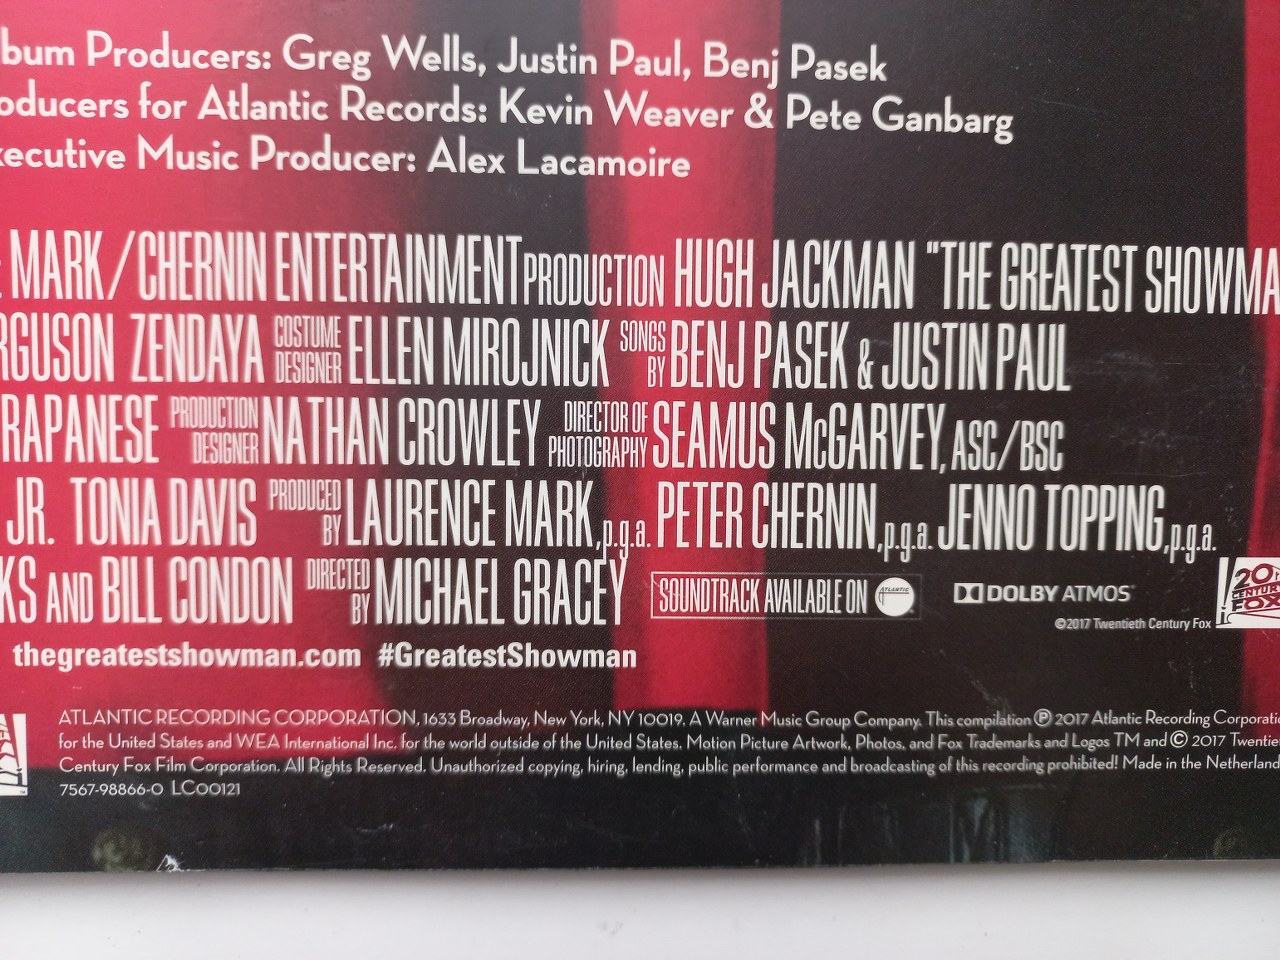 bum Producers: Greg Wells, Justin Paul, Benj Pasek
oducers for Atlantic Records: Kevin Weaver & Pete Ganbarg
xecutive Music Producer: Alex Lacamoire
MARK/CHERNIN ENTERTAINMENT PRODUCTION HUGH JACKMAN "THE GREATEST SHOWMA
RGUSON ZENDAYA COSTUME DESIGNER ELLEN MIROJNICK SONGS BY BENJ PASEK & JUSTIN PAUL
RAPANESE PRODUCTION DESIGNER NATHAN CROWLEY DIRECTOR OF PHOTOGRAPHY SEAMUS McGARVEY, ASC/BSC
JR. TONIA DAVIS PRODUCED BY LAURENCE MARK, p.g.a. PETER CHERNIN, p.g.a. JENNO TOPPING, p.g.a.
KS AND BILL CONDON DIRECTED BY MICHAEL GRACEY SOUNDTRACK AVAILABLE ON ATLANTIC DOLBY ATMOS
©2017 Twentieth Century Fox 20th CENTURY FOX
thegreatestshowman.com #GreatestShowman
ATLANTIC RECORDING CORPORATION, 1633 Broadway, New York, NY 10019. A Warner Music Group Company. This compilation ℗ 2017 Atlantic Recording Corporatio
for the United States and WEA International Inc. for the world outside of the United States. Motion Picture Artwork, Photos, and Fox Trademarks and Logos TM and © 2017 Twentie
Century Fox Film Corporation. All Rights Reserved. Unauthorized copying, hiring, lending, public performance and broadcasting of this recording prohibited! Made in the Netherland
7567-98866-0 LC00121